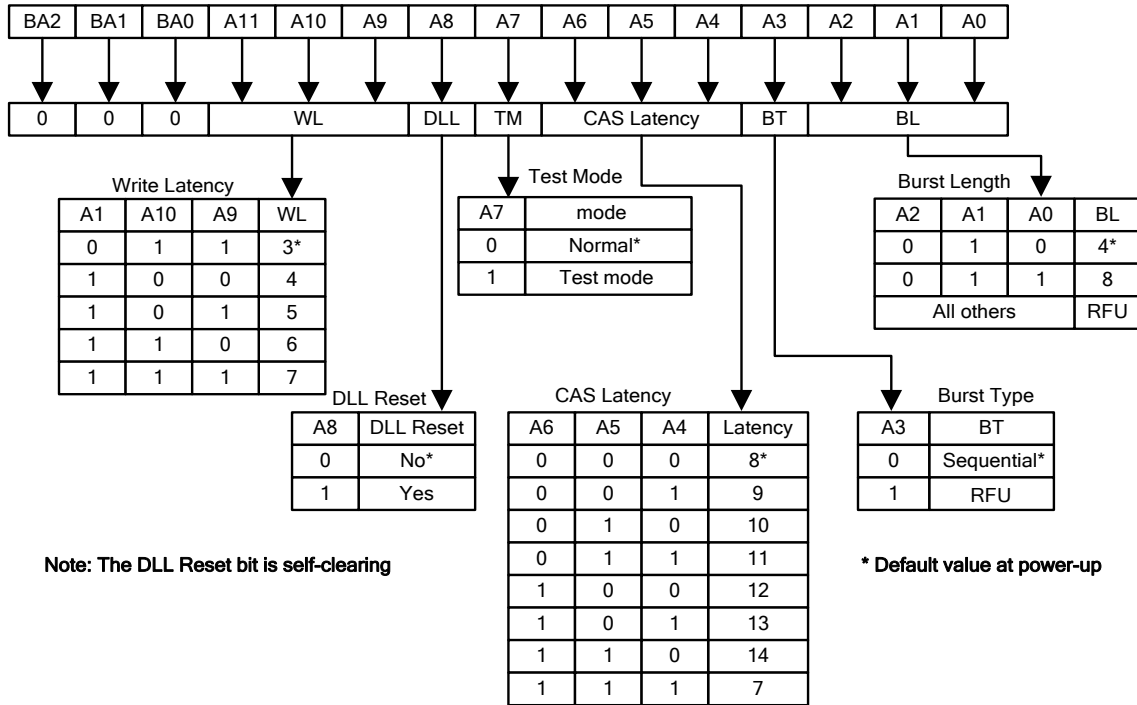 BA2 BA1 BA0 A11 A10 A9 A8 A7 A6 A5 A4 A3 A2 A1 A0
0 0 0 WL DLL TM CAS Latency BT BL
Write Latency
A1 A10 A9 WL
0 1 1 3*
1 0 0 4
1 0 1 5
1 1 0 6
1 1 1 7
Test Mode
A7 mode
0 Normal*
1 Test mode
Burst Length
A2 A1 A0 BL
0 1 0 4*
0 1 1 8
All others RFU
DLL Reset
A8 DLL Reset
0 No*
1 Yes
CAS Latency
A6 A5 A4 Latency
0 0 0 8*
0 0 1 9
0 1 0 10
0 1 1 11
1 0 0 12
1 0 1 13
1 1 0 14
1 1 1 7
Burst Type
A3 BT
0 Sequential*
1 RFU
Note: The DLL Reset bit is self-clearing
* Default value at power-up